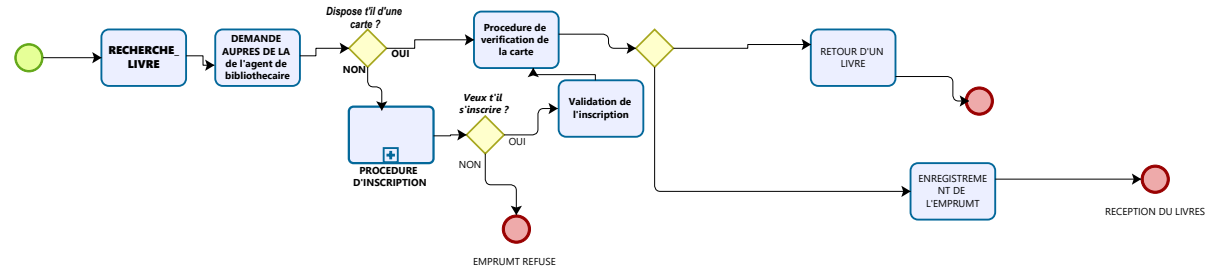 Dispose t'il d'une
carte ?
RECHERCHE_
LIVRE
DEMANDE
AUPRES DE LA
de l'agent de
bibliothecaire
OUI
NON
Procedure de
verification de
la carte
RETOUR D'UN
LIVRE
Veux t'il
s'inscrire ?
Validation de
l'inscription
OUI
NON
PROCEDURE
D'INSCRIPTION
ENREGISTREME
NT DE
L'EMPRUMT
RECEPTION DU LIVRES
EMPRUMT REFUSE